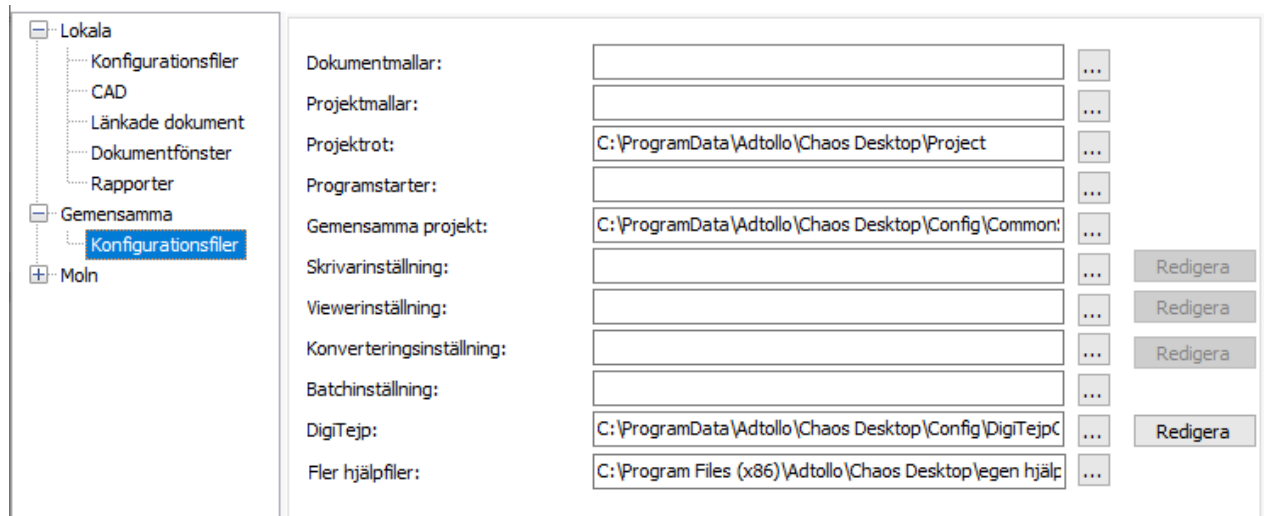 Lokala
Konfigurationsfiler
CAD
Länkade dokument
Dokumentfönster
Rapporter
Gemensamma
Konfigurationsfiler
Moln
Dokumentmallar: ...
Projektmallar: ...
Projektrot: C:\ProgramData\Adtollo\Chaos Desktop\Project ...
Programstarter: ...
Gemensamma projekt: C:\ProgramData\Adtollo\Chaos Desktop\Config\Common ...
Skrivarinställning: ... Redigera
Viewerinställning: ... Redigera
Konverteringsinställning: ... Redigera
Batchinställning: ...
DigiTejp: C:\ProgramData\Adtollo\Chaos Desktop\Config\DigiTejpC ... Redigera
Fler hjälpfiler: C:\Program Files (x86)\Adtollo\Chaos Desktop\egen hjälp ...